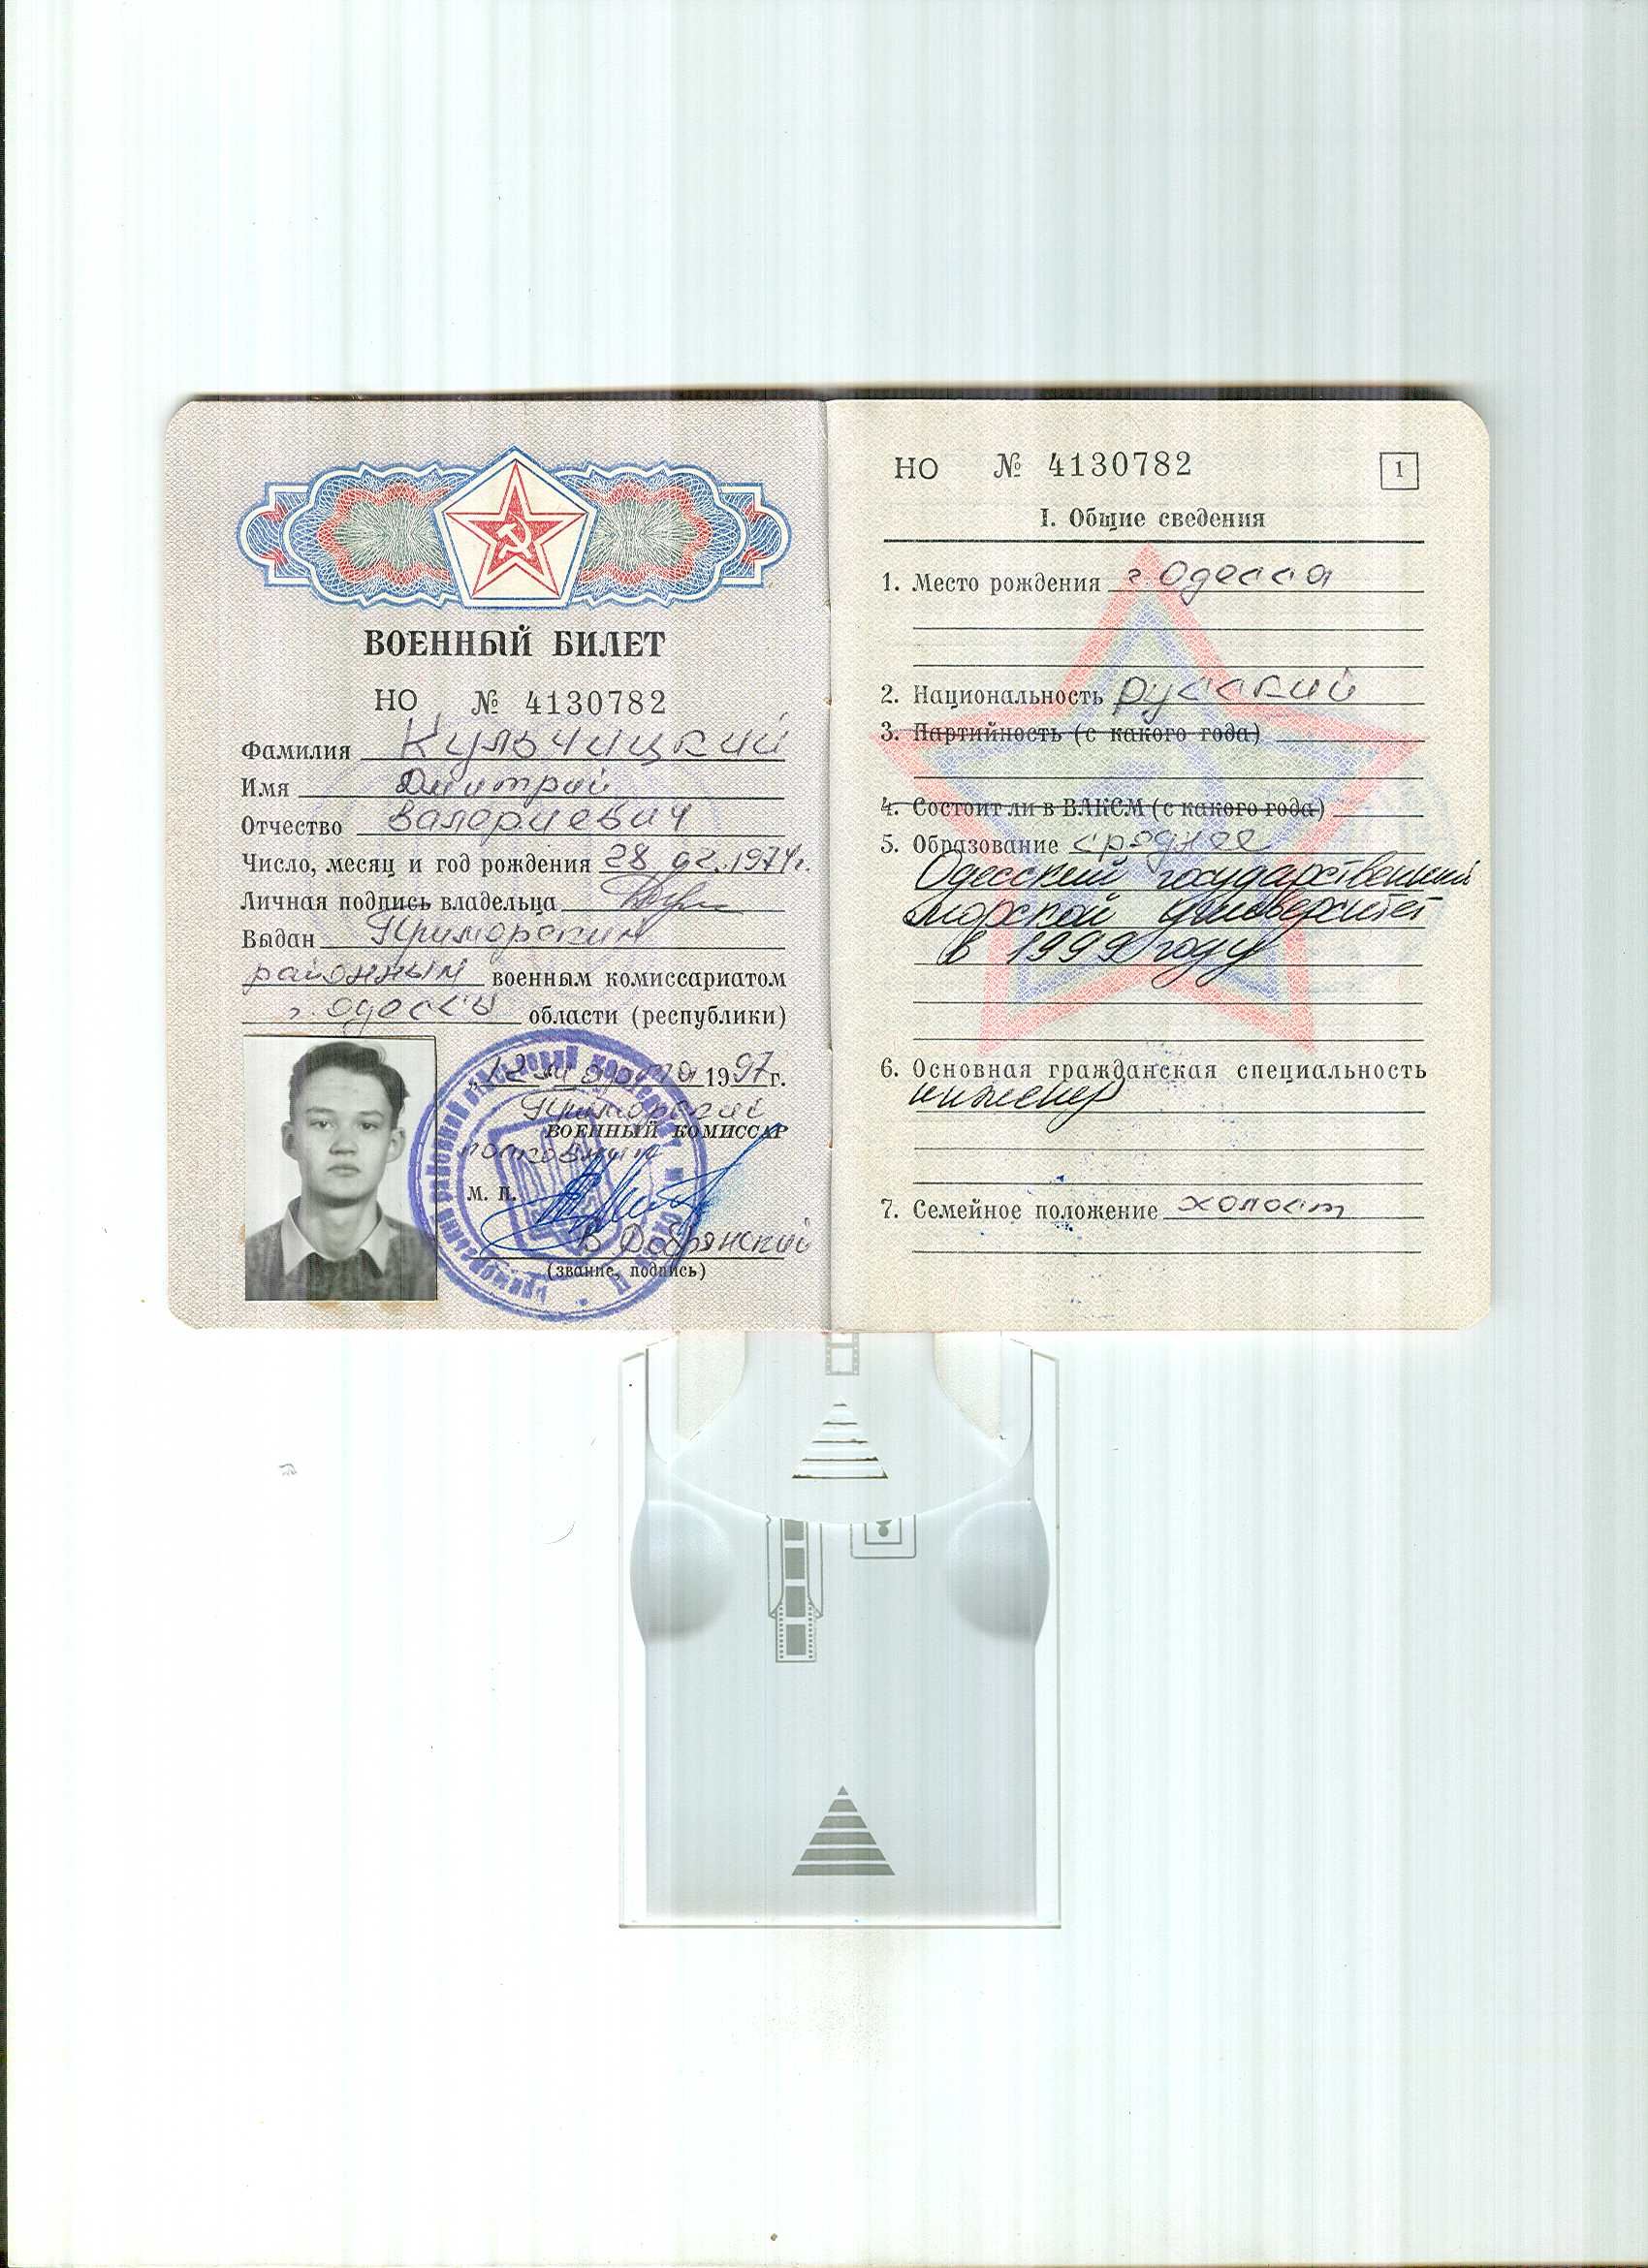 ВОЕННЫЙ БИЛЕТ
НО № 4130782
Фамилия Кульчицкий
Имя Дмитрий
Отчество Валериевич
Число, месяц и год рождения 28.02.1974г.
Личная подпись владельца
Выдан Приморским
районным военным комиссариатом
г. Одессы области (республики)
"12" марта 1997г.
Приморский
ВОЕННЫЙ КОМИССАР
полковник
М. П.
В Добрянский
(звание, подпись)
НО № 4130782
1
I. Общие сведения
1. Место рождения г Одесса
2. Национальность русский
3. Партийность (с какого года)
4. Состоит ли в ВЛКСМ (с какого года)
5. Образование среднее
Одесский государственный
морской университет
в 1999 году
6. Основная гражданская специальность
инженер
7. Семейное положение холост